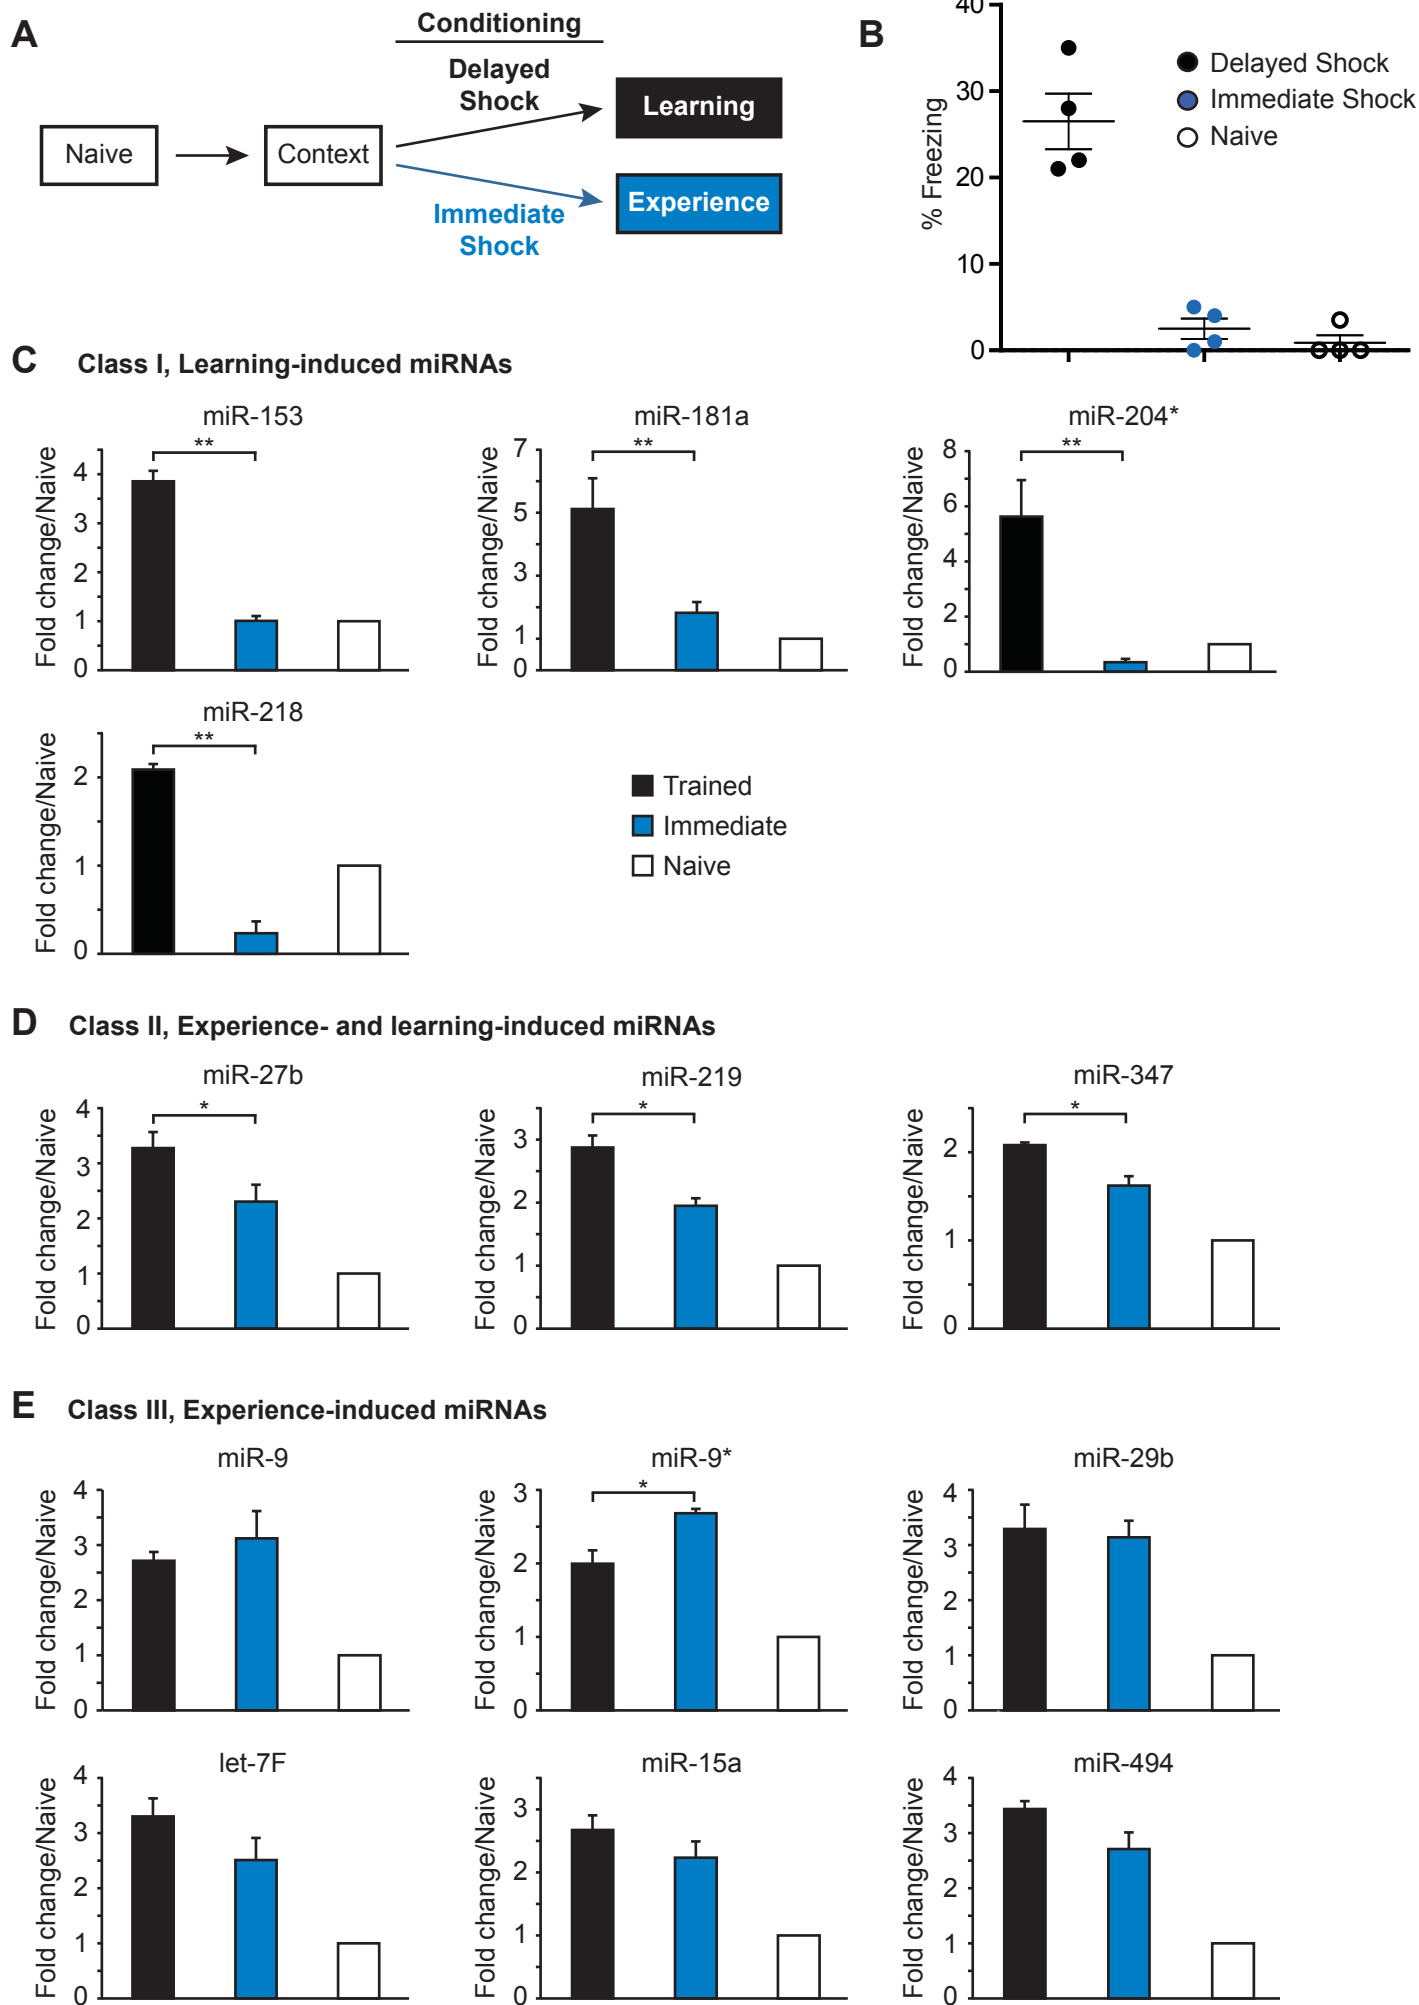 A
Conditioning
Delayed
Shock
Naive
Context
Learning
Experience
Immediate
Shock
B
% Freezing
40
30
20
10
0
Delayed Shock
Immediate Shock
Naive
C Class I, Learning-induced miRNAs
miR-153
**
Fold change/Naive
4
3
2
1
0
miR-181a
**
Fold change/Naive
7
5
3
1
0
miR-204*
**
Fold change/Naive
8
6
4
2
0
miR-218
**
Fold change/Naive
2
1
0
Trained
Immediate
Naive
D Class II, Experience- and learning-induced miRNAs
miR-27b
*
Fold change/Naive
4
3
2
1
0
miR-219
*
Fold change/Naive
3
2
1
0
miR-347
*
Fold change/Naive
2
1
0
E Class III, Experience-induced miRNAs
miR-9
Fold change/Naive
4
3
2
1
0
miR-9*
*
Fold change/Naive
3
2
1
0
miR-29b
Fold change/Naive
4
3
2
1
0
let-7F
Fold change/Naive
4
3
2
1
0
miR-15a
Fold change/Naive
3
2
1
0
miR-494
Fold change/Naive
4
3
2
1
0